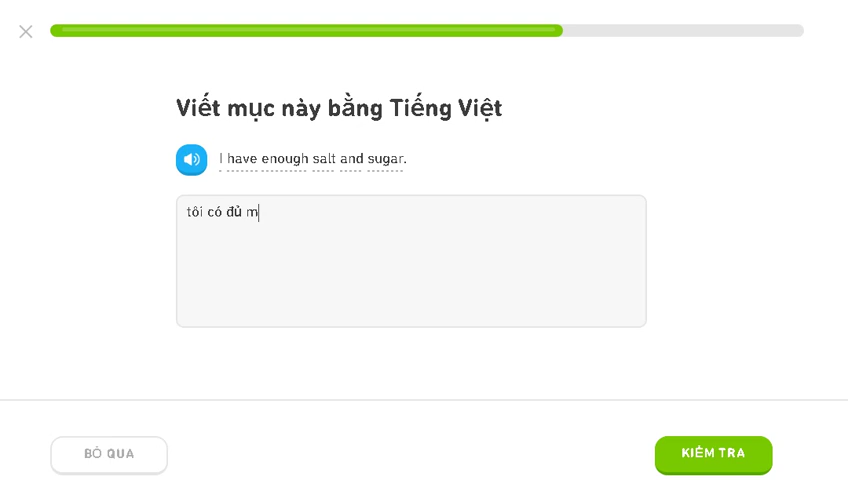 Viết mục này bằng Tiếng Việt
I have enough salt and sugar.
tôi có đủ m
BỎ QUA
KIỂM TRA